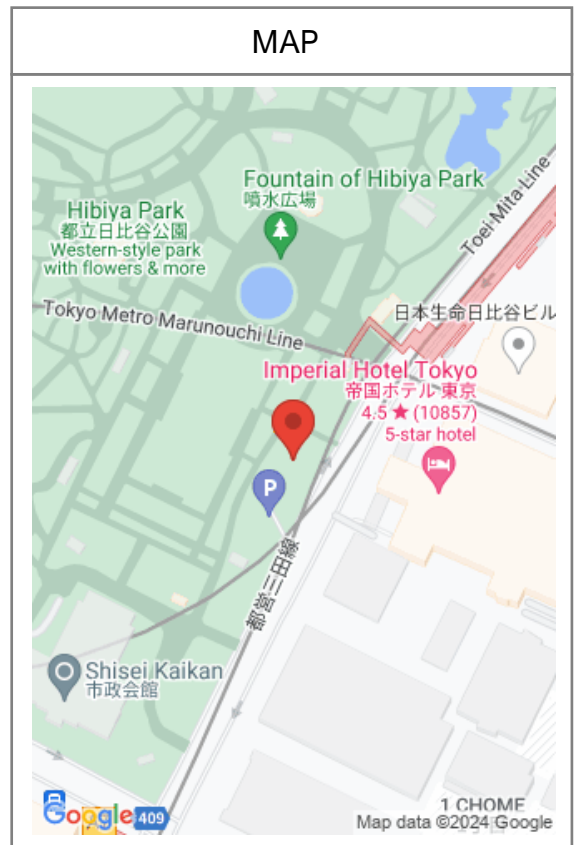 MAP
Fountain of Hibiya Park
噴水広場
Hibiya Park
都立日比谷公園
Western-style park
with flowers & more
Toei Mita Line
Tokyo Metro Marunouchi Line
日本生命日比谷ビル
Imperial Hotel Tokyo
帝国ホテル 東京
4.5 ★ (10857)
5-star hotel
P
都営三田線
Shisei Kaikan
市政会館
1 CHOME
Google
409
Map data ©2024 Google